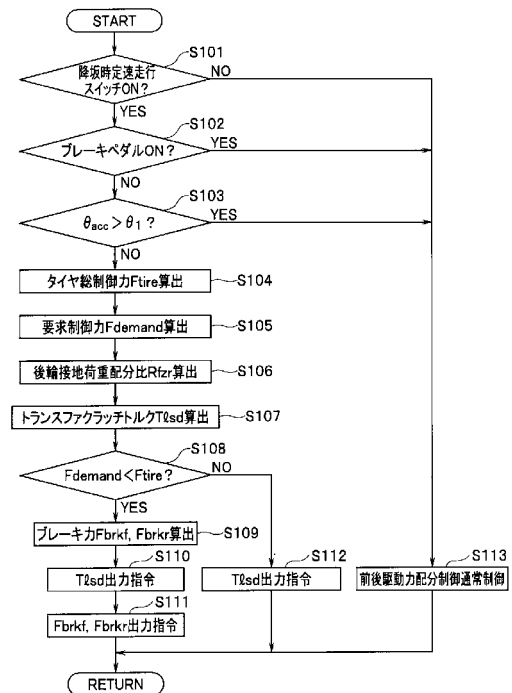 START
S101
降坂時定速走行
スイッチON?
NO
YES
S102
ブレーキペダルON?
YES
NO
S103
θacc>θ1?
YES
NO
タイヤ総制御力Ftire算出
S104
要求制御力Fdemand算出
S105
後輪接地荷重配分比Rfzr算出
S106
トランスファクラッチトルクTℓsd算出
S107
S108
Fdemand<Ftire?
NO
YES
ブレーキ力Fbrkf, Fbrkr算出
S109
S110
Tℓsd出力指令
S112
Tℓsd出力指令
S113
前後駆動力配分制御通常制御
S111
Fbrkf, Fbrkr出力指令
RETURN